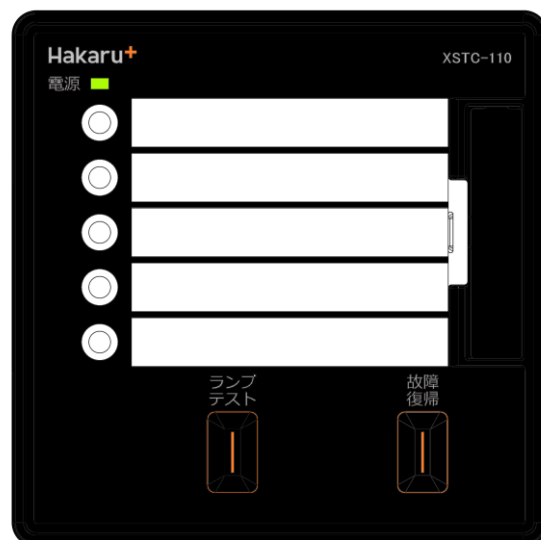 Hakaru+
XSTC-110
電源
ランプ
テスト
故障
復帰